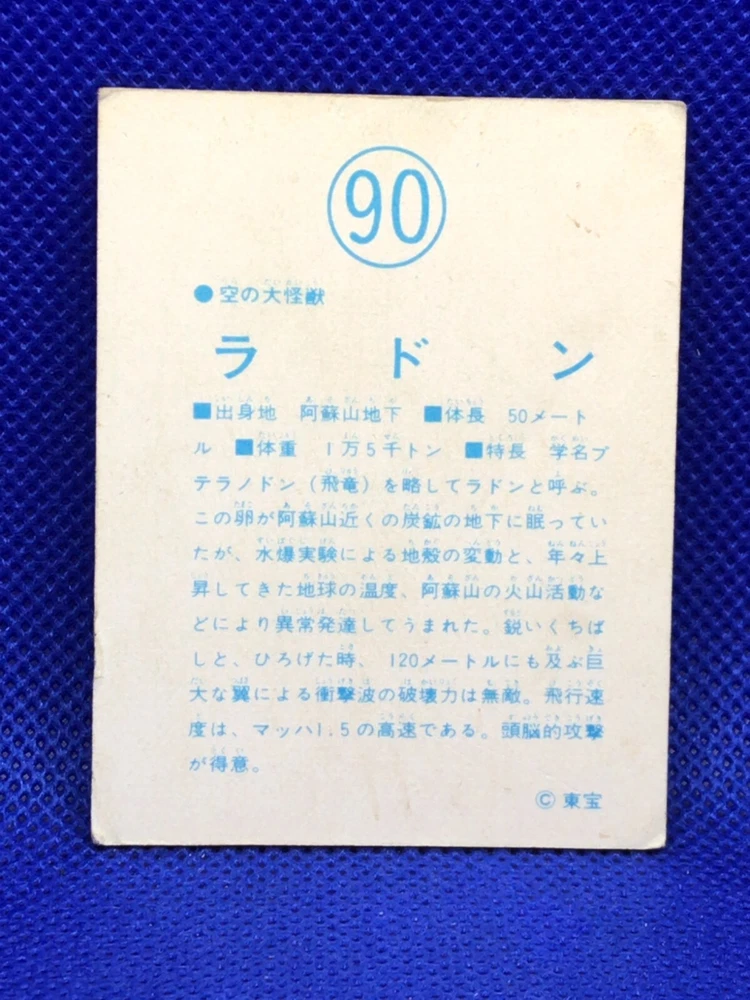 90
●空の大怪獣
ラドン
■出身地 阿蘇山地下 ■体長 50メート
ル ■体重 1万5千トン ■特長 学名プ
テラノドン(飛竜)を略してラドンと呼ぶ。
この卵が阿蘇山近くの炭鉱の地下に眠ってい
たが、水爆実験による地殻の変動と、年々上
昇してきた地球の温度、阿蘇山の火山活動な
どにより異常発達してうまれた。鋭いくちば
しと、ひろげた時、120メートルにも及ぶ巨
大な翼による衝撃波の破壊力は無敵。飛行速
度は、マッハ1.5の高速である。頭脳的攻撃
が得意。
© 東宝